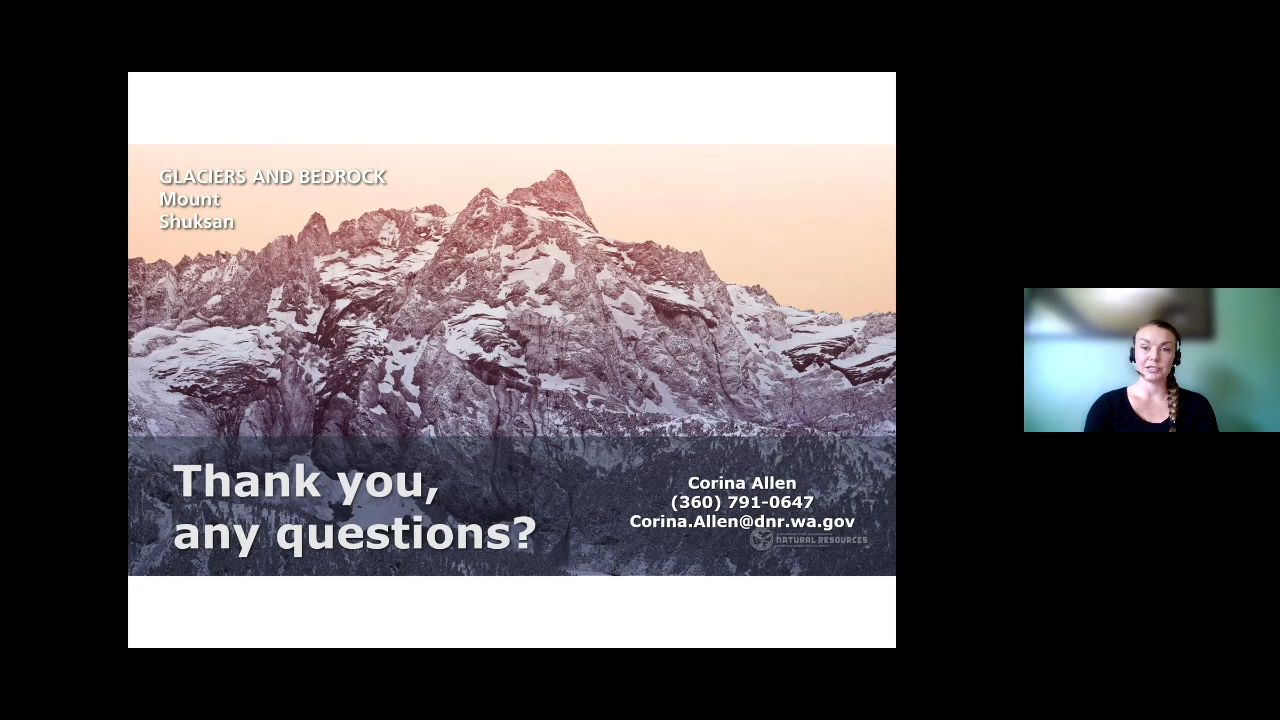 GLACIERS AND BEDROCK
Mount
Shuksan
Thank you,
any questions?
Corina Allen
(360) 791-0647
Corina.Allen@dnr.wa.gov
NATURAL RESOURCES